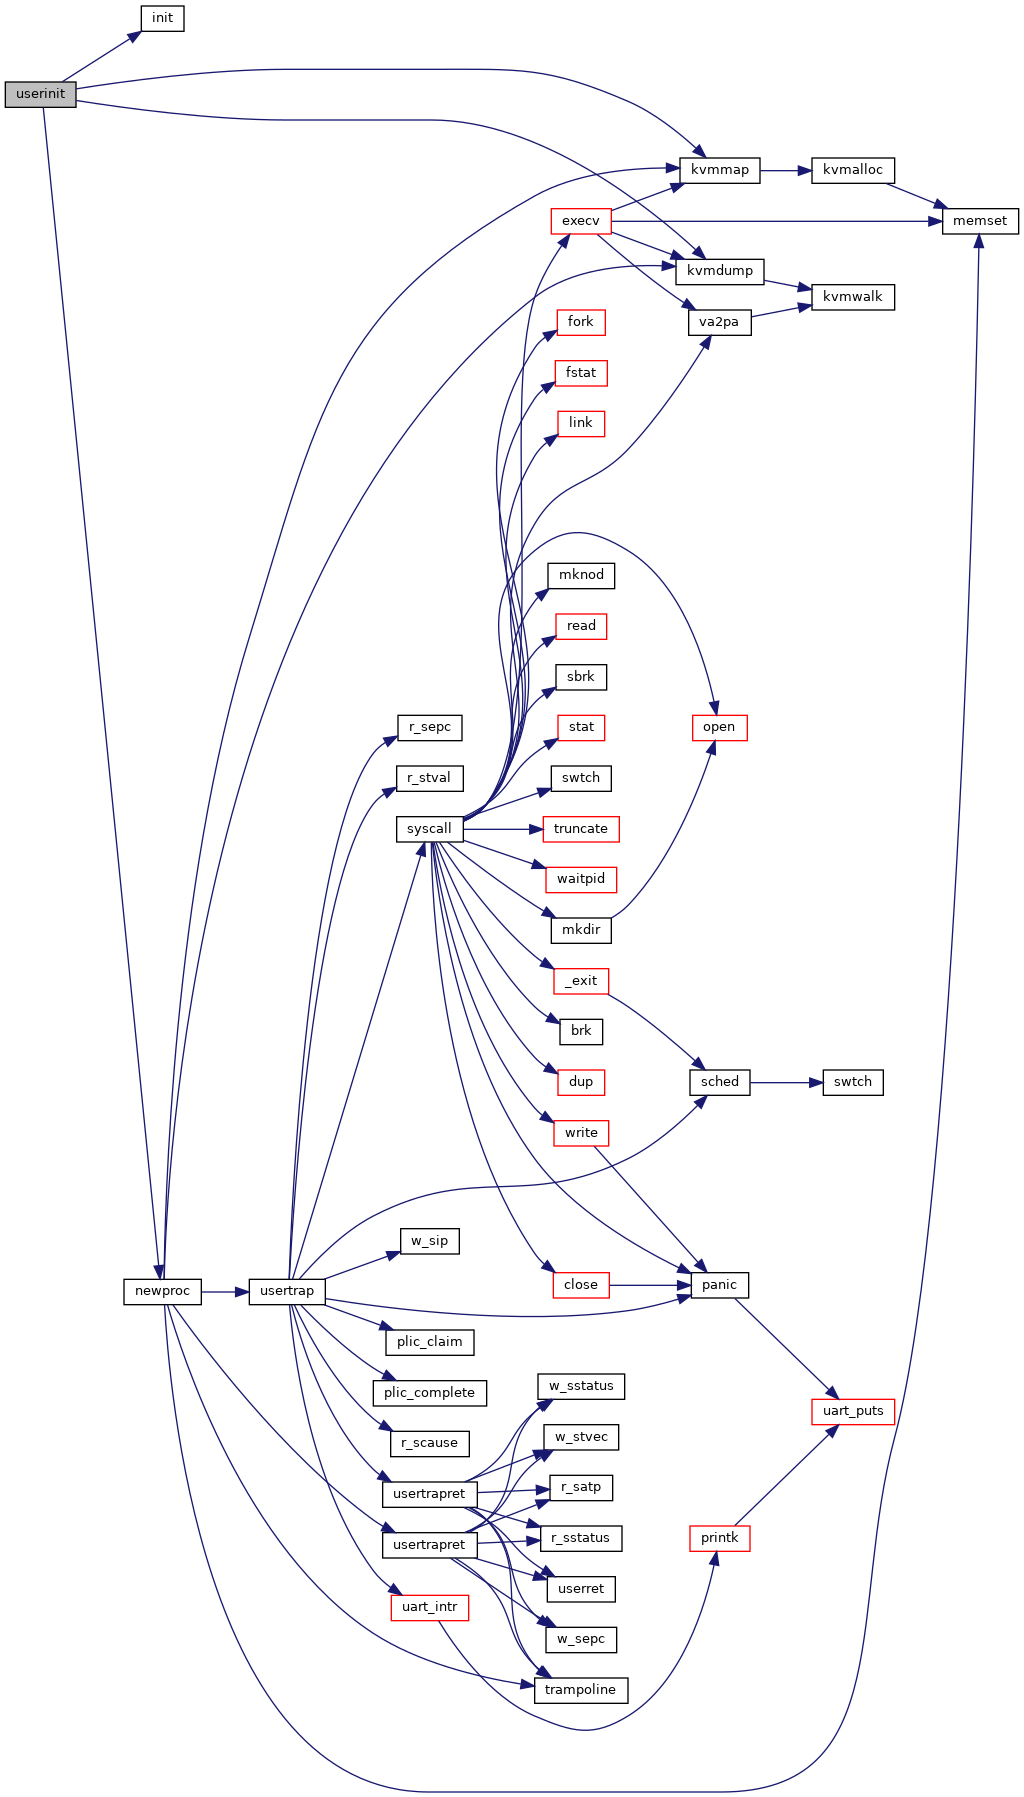 init
userinit
kvmmap
kvmalloc
execv
memset
kvmdump
kvmwalk
fork
va2pa
fstat
link
mknod
read
sbrk
r_sepc
stat
open
r_stval
swtch
syscall
truncate
waitpid
mkdir
_exit
brk
dup
sched
swtch
write
w_sip
newproc
usertrap
close
panic
plic_claim
plic_complete
w_sstatus
uart_puts
r_scause
w_stvec
usertrapret
r_satp
usertrapret
r_sstatus
printk
userret
uart_intr
w_sepc
trampoline